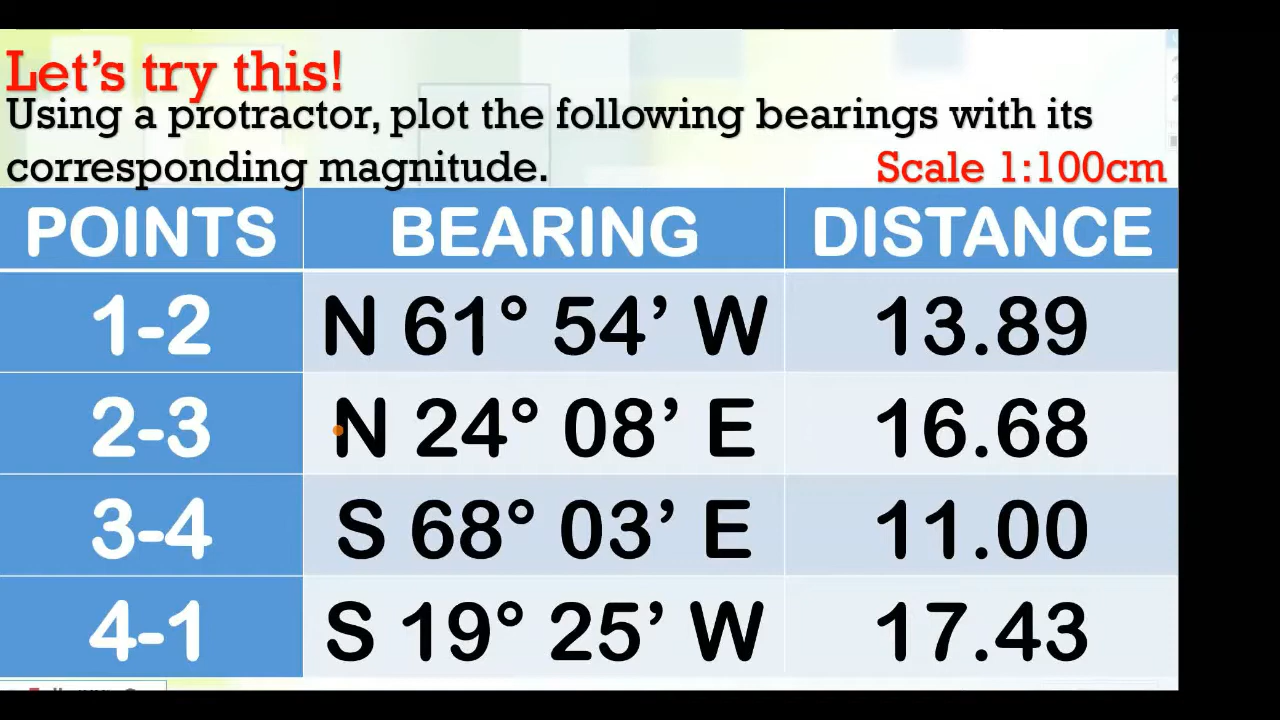 Let's try this!
Using a protractor, plot the following bearings with its
corresponding magnitude. Scale 1:100cm
POINTS BEARING DISTANCE
1-2 N 61° 54’ W 13.89
2-3 N 24° 08’ E 16.68
3-4 S 68° 03’ E 11.00
4-1 S 19° 25’ W 17.43